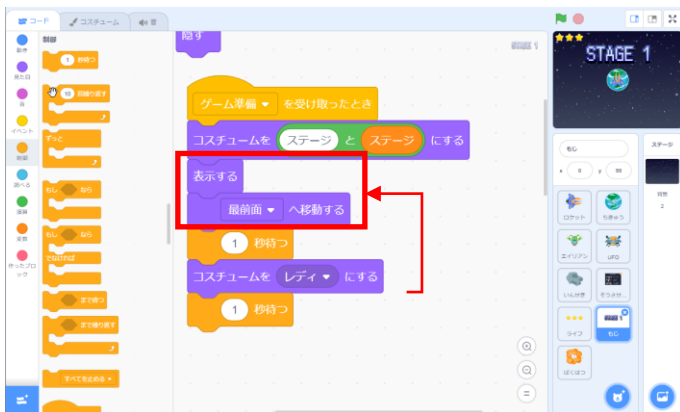 コード
コスチューム
音
制御
動き
見た目
音
イベント
制御
調べる
演算
変数
作ったブロック
1 秒待つ
10 回繰り返す
ずっと
もし なら
もし なら
でなければ
まで待つ
まで繰り返す
すべてを止める
隠す
ゲーム準備 を受け取ったとき
コスチュームを ステージ と ステージ にする
表示する
最前面 へ移動する
1 秒待つ
コスチュームを レディ にする
1 秒待つ
STAGE 1
STAGE 1
もじ
x 0 y
ステージ
背景
2
ロケット
ちきゅう
エイリアン
UFO
いんせき
ライフ
もじ
ばくはつ